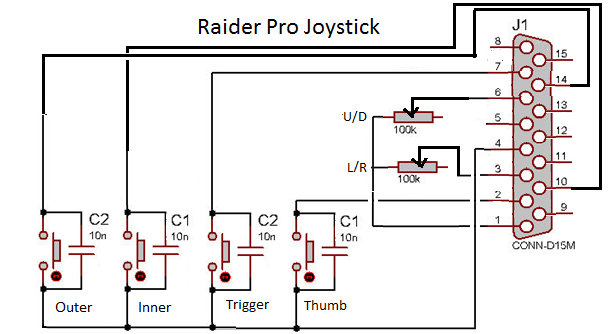 Raider Pro Joystick
J1
8
15
7
14
6
13
U/D
100k
5
12
4
11
L/R
100k
3
10
2
9
1
CONN-D15M
C2
10n
C1
10n
C2
10n
C1
10n
Outer
Inner
Trigger
Thumb